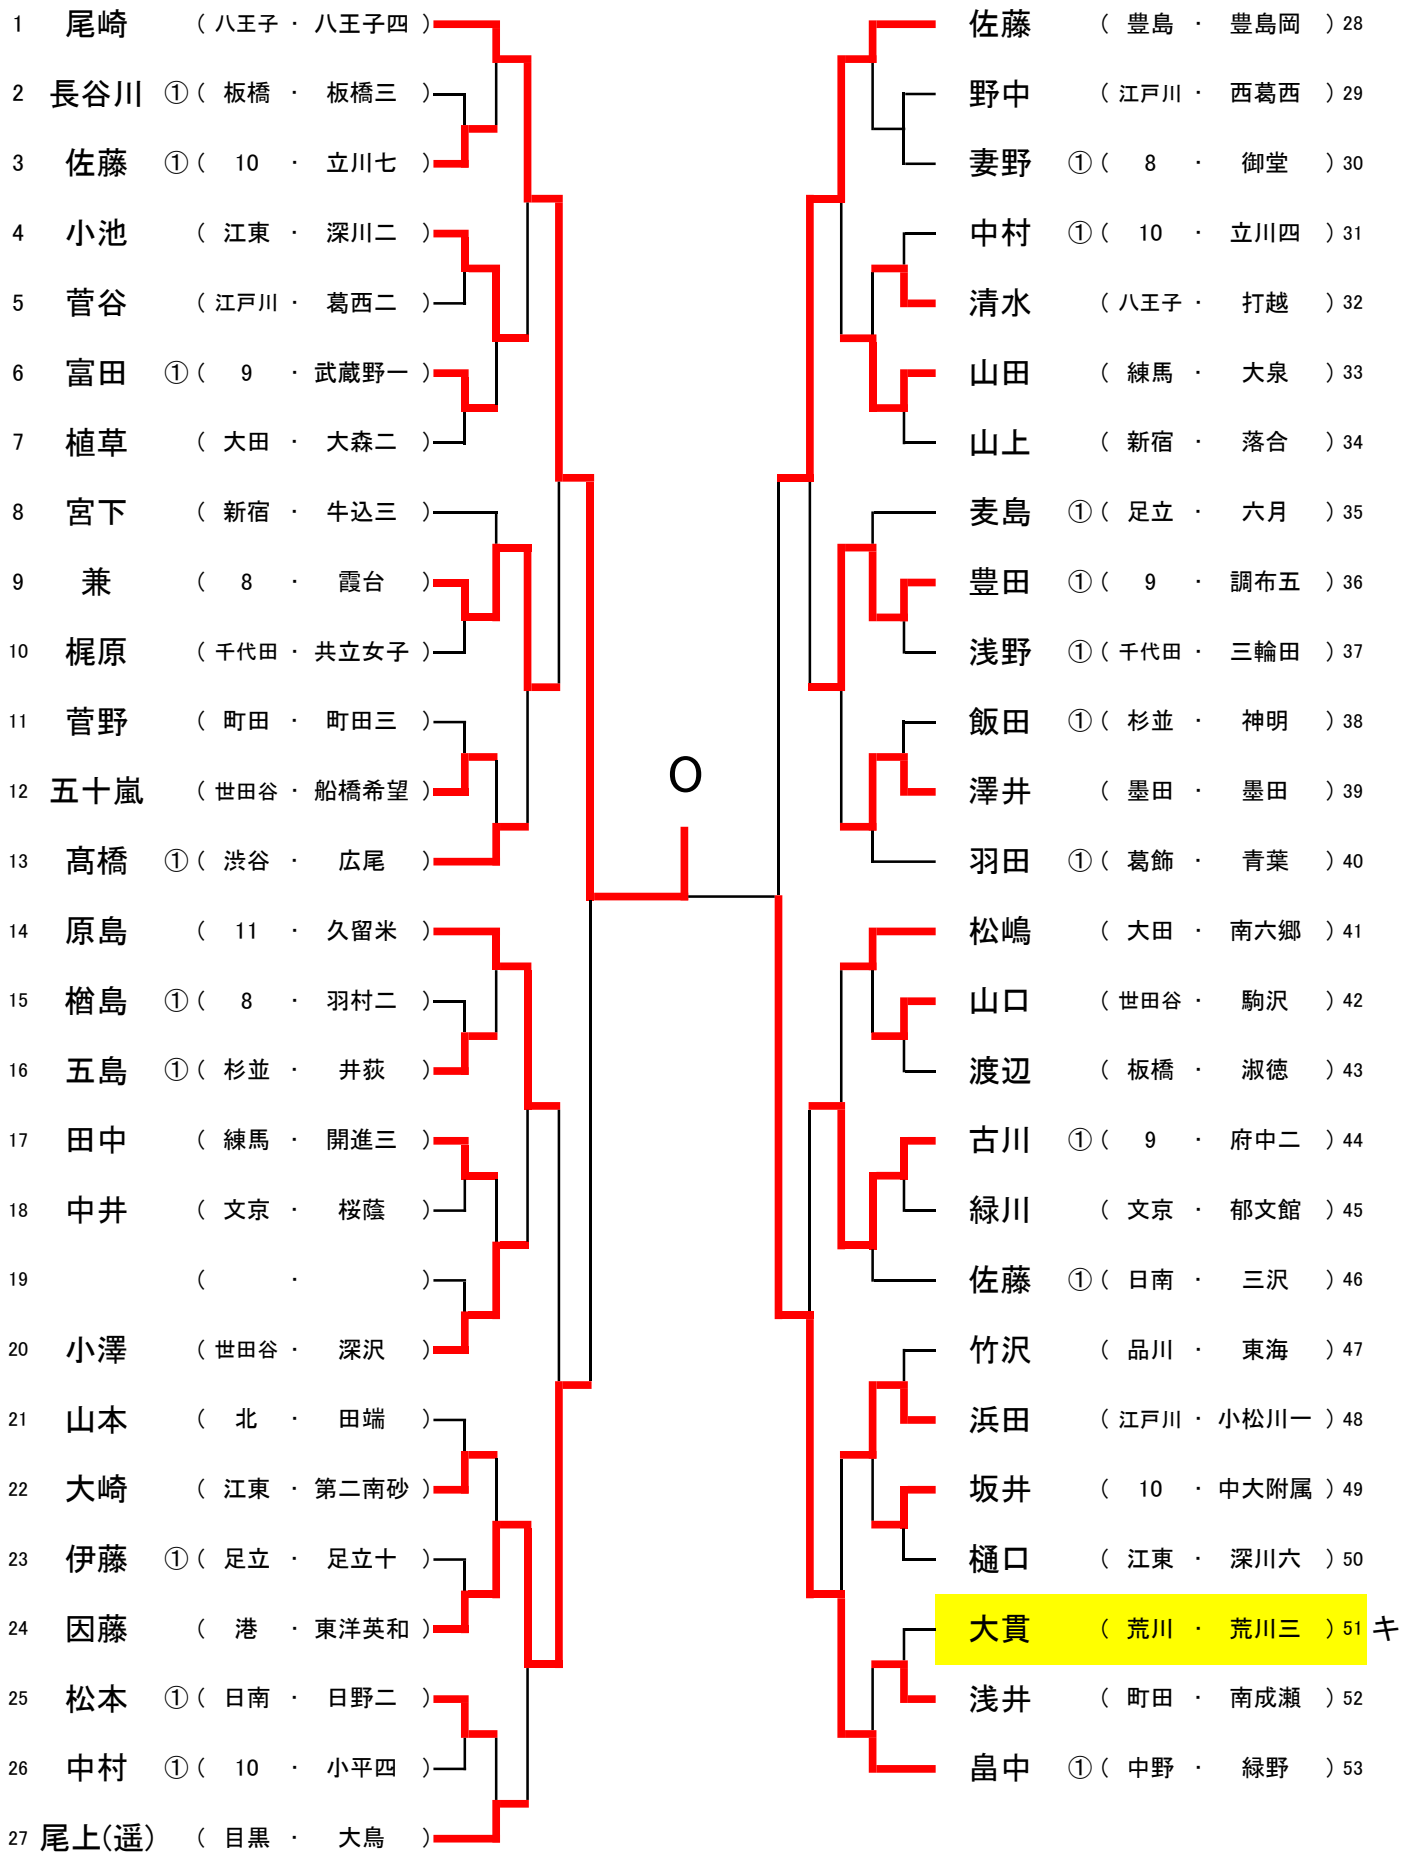 1 尾崎 ( 八王子 ・ 八王子四 )
2 長谷川 ① ( 板橋 ・ 板橋三 )
3 佐藤 ① ( 10 ・ 立川七 )
4 小池 ( 江東 ・ 深川二 )
5 菅谷 ( 江戸川 ・ 葛西二 )
6 富田 ① ( 9 ・ 武蔵野一 )
7 植草 ( 大田 ・ 大森二 )
8 宮下 ( 新宿 ・ 牛込三 )
9 兼 ( 8 ・ 霞台 )
10 梶原 ( 千代田 ・ 共立女子 )
11 菅野 ( 町田 ・ 町田三 )
12 五十嵐 ( 世田谷 ・ 船橋希望 )
13 髙橋 ① ( 渋谷 ・ 広尾 )
14 原島 ( 11 ・ 久留米 )
15 楢島 ① ( 8 ・ 羽村二 )
16 五島 ① ( 杉並 ・ 井荻 )
17 田中 ( 練馬 ・ 開進三 )
18 中井 ( 文京 ・ 桜蔭 )
19 ( ・ )
20 小澤 ( 世田谷 ・ 深沢 )
21 山本 ( 北 ・ 田端 )
22 大崎 ( 江東 ・ 第二南砂 )
23 伊藤 ① ( 足立 ・ 足立十 )
24 因藤 ( 港 ・ 東洋英和 )
25 松本 ① ( 日南 ・ 日野二 )
26 中村 ① ( 10 ・ 小平四 )
27 尾上(遥) ( 目黒 ・ 大鳥 )
O
佐藤 ( 豊島 ・ 豊島岡 ) 28
野中 ( 江戸川 ・ 西葛西 ) 29
妻野 ① ( 8 ・ 御堂 ) 30
中村 ① ( 10 ・ 立川四 ) 31
清水 ( 八王子 ・ 打越 ) 32
山田 ( 練馬 ・ 大泉 ) 33
山上 ( 新宿 ・ 落合 ) 34
麦島 ① ( 足立 ・ 六月 ) 35
豊田 ① ( 9 ・ 調布五 ) 36
浅野 ① ( 千代田 ・ 三輪田 ) 37
飯田 ① ( 杉並 ・ 神明 ) 38
澤井 ( 墨田 ・ 墨田 ) 39
羽田 ① ( 葛飾 ・ 青葉 ) 40
松嶋 ( 大田 ・ 南六郷 ) 41
山口 ( 世田谷 ・ 駒沢 ) 42
渡辺 ( 板橋 ・ 淑徳 ) 43
古川 ① ( 9 ・ 府中二 ) 44
緑川 ( 文京 ・ 郁文館 ) 45
佐藤 ① ( 日南 ・ 三沢 ) 46
竹沢 ( 品川 ・ 東海 ) 47
浜田 ( 江戸川 ・ 小松川一 ) 48
坂井 ( 10 ・ 中大附属 ) 49
樋口 ( 江東 ・ 深川六 ) 50
大貫 ( 荒川 ・ 荒川三 ) 51 キ
浅井 ( 町田 ・ 南成瀬 ) 52
畠中 ① ( 中野 ・ 緑野 ) 53